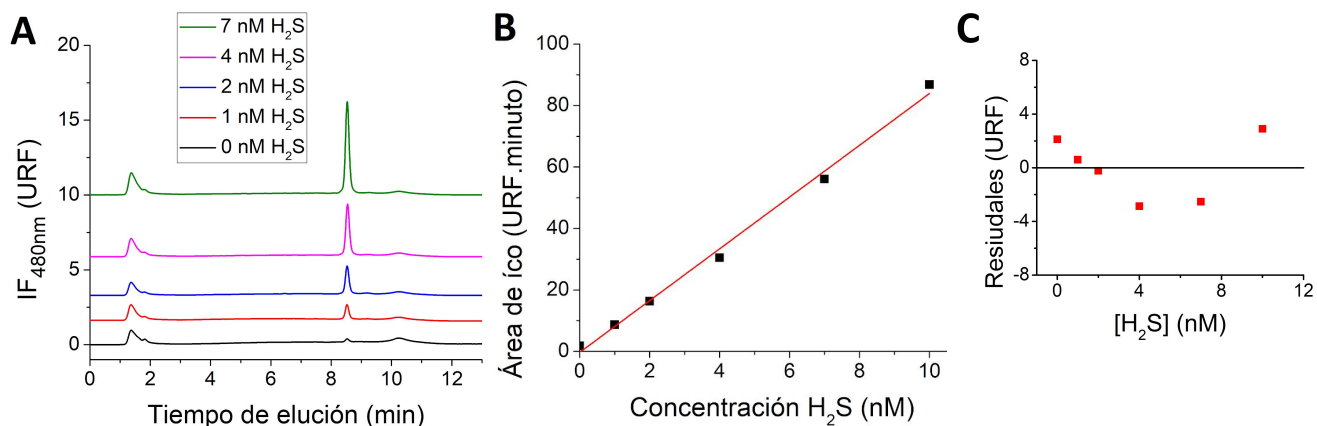 A
7 nM H₂S
4 nM H₂S
2 nM H₂S
1 nM H₂S
0 nM H₂S
IF480nm (URF)
20
15
10
5
0
0 2 4 6 8 10 12
Tiempo de elución (min)
B
Área de íco (URF.minuto)
100
80
60
40
20
0
0 2 4 6 8 10
Concentración H₂S (nM)
C
Resiudales (URF)
8
4
0
-4
-8
0 4 8 12
[H₂S] (nM)